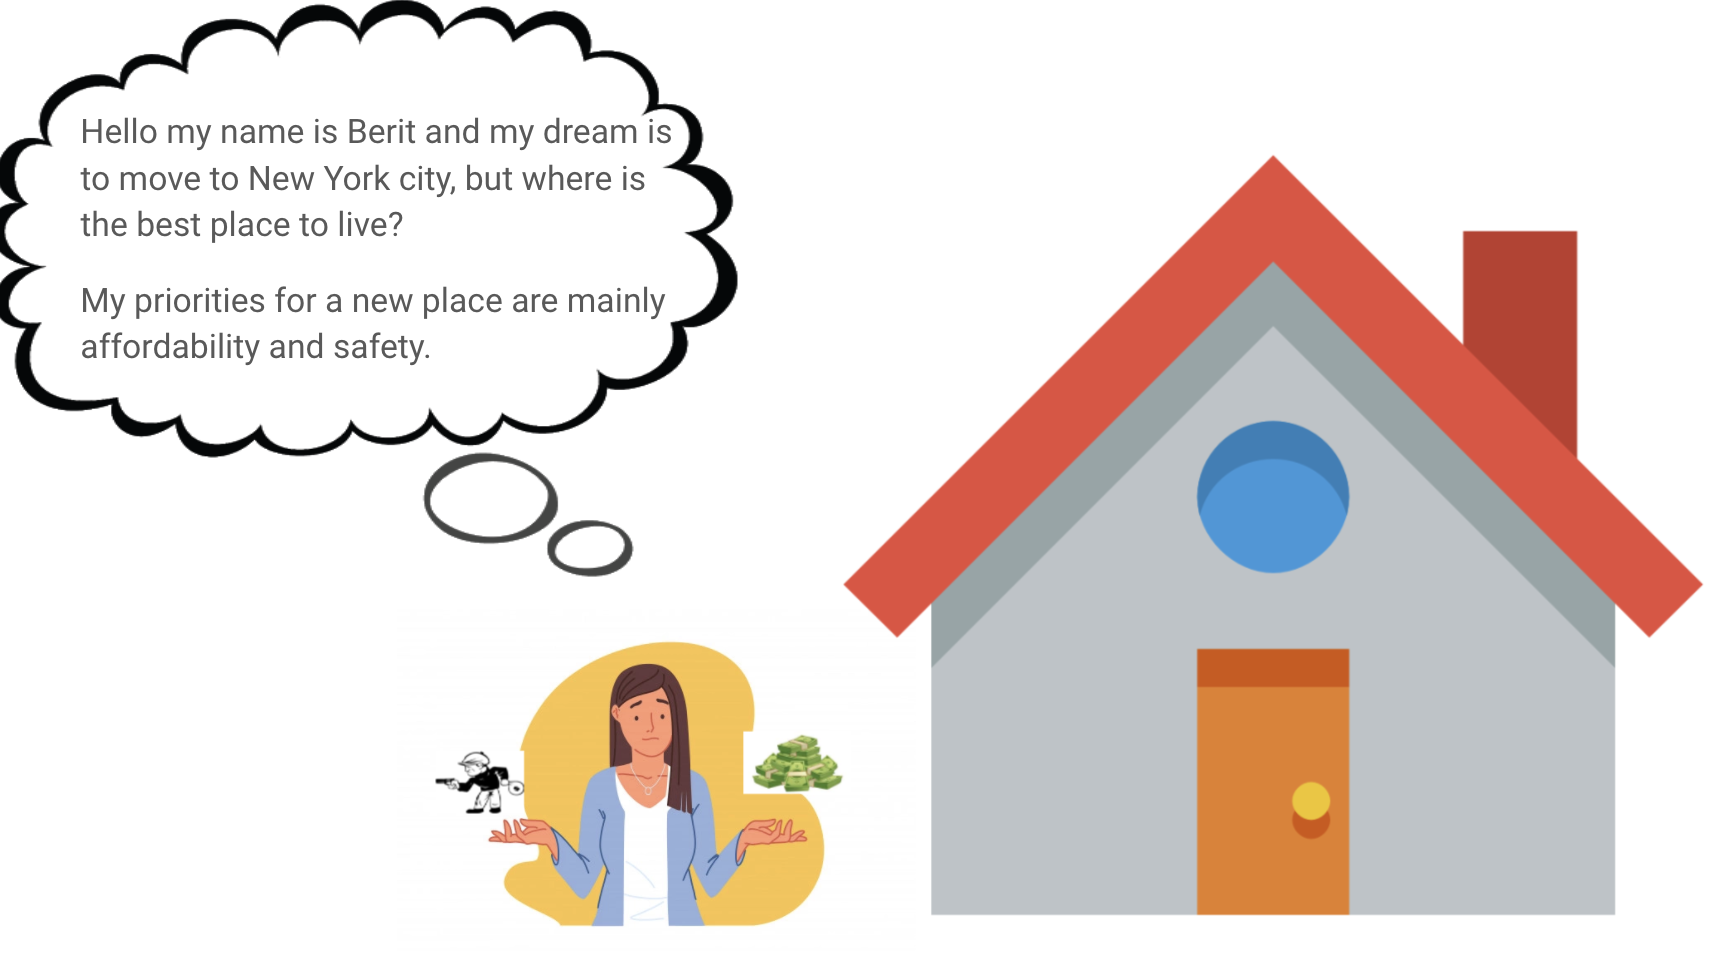 Hello my name is Berit and my dream is
to move to New York city, but where is
the best place to live?
My priorities for a new place are mainly
affordability and safety.